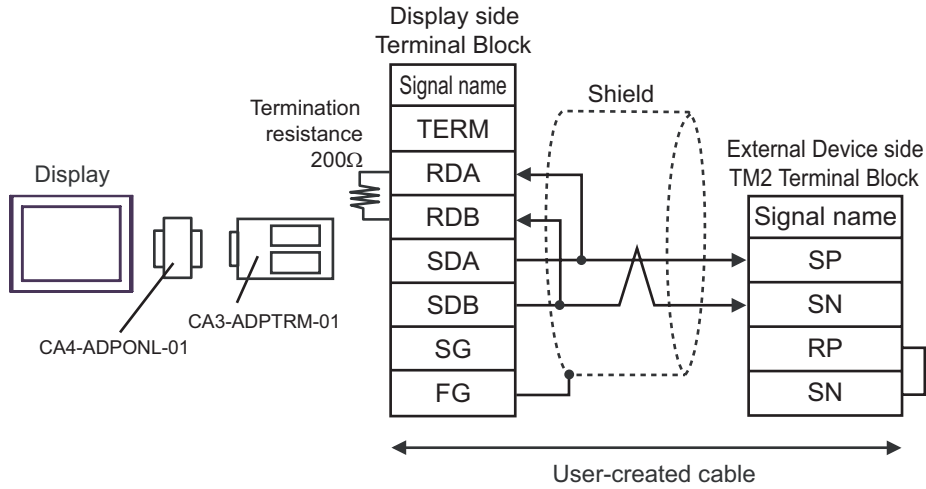 Display side
Terminal Block
Signal name
TERM
RDA
RDB
SDA
SDB
SG
FG
Termination
resistance
200Ω
Shield
Display
CA4-ADPONL-01
CA3-ADPTRM-01
External Device side
TM2 Terminal Block
Signal name
SP
SN
RP
SN
User-created cable